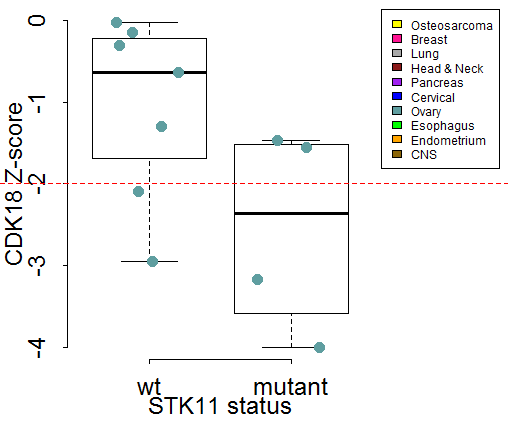 0
-1
-2
-3
-4
CDK18 Z-score
wt
mutant
STK11 status
Osteosarcoma
Breast
Lung
Head & Neck
Pancreas
Cervical
Ovary
Esophagus
Endometrium
CNS